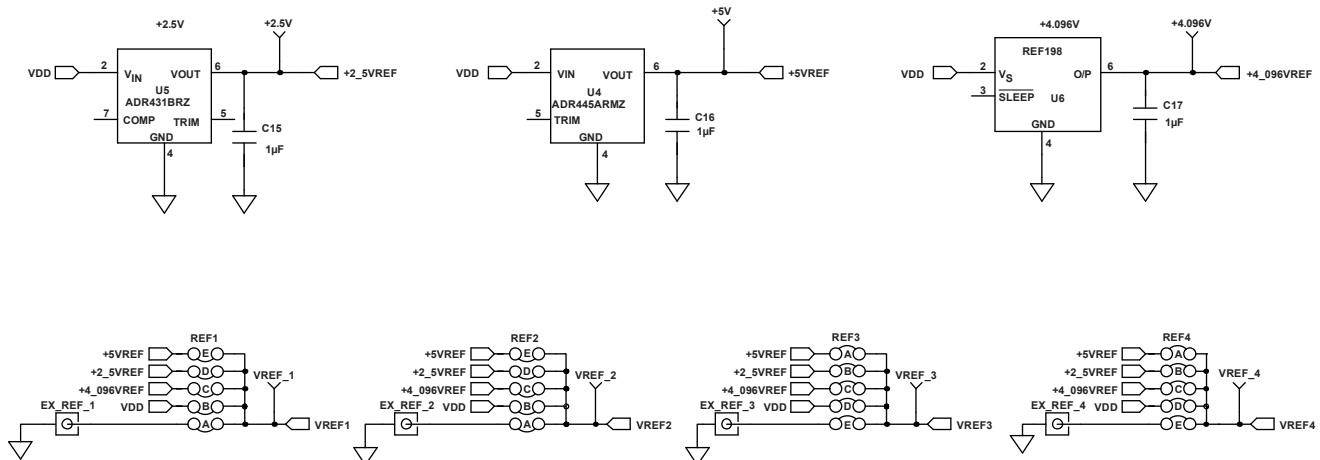 +2.5V
+2.5V
VDD
2
VIN
VOUT
6
+2_5VREF
U5
ADR431BRZ
7
COMP
TRIM
5
GND
4
C15
1µF
+5V
VDD
2
VIN
VOUT
6
+5VREF
U4
ADR445ARMZ
5
TRIM
GND
4
C16
1µF
+4.096V
+4.096V
REF198
VDD
2
VS
O/P
6
+4_096VREF
3
SLEEP
U6
GND
4
C17
1µF
REF1
+5VREF
E
+2_5VREF
D
+4_096VREF
C
VREF_1
EX_REF_1
VDD
B
A
VREF1
REF2
+5VREF
E
+2_5VREF
D
+4_096VREF
C
VREF_2
EX_REF_2
VDD
B
A
VREF2
REF3
+5VREF
A
+2_5VREF
B
+4_096VREF
C
VREF_3
EX_REF_3
VDD
D
E
VREF3
REF4
+5VREF
A
+2_5VREF
B
+4_096VREF
C
VREF_4
EX_REF_4
VDD
D
E
VREF4